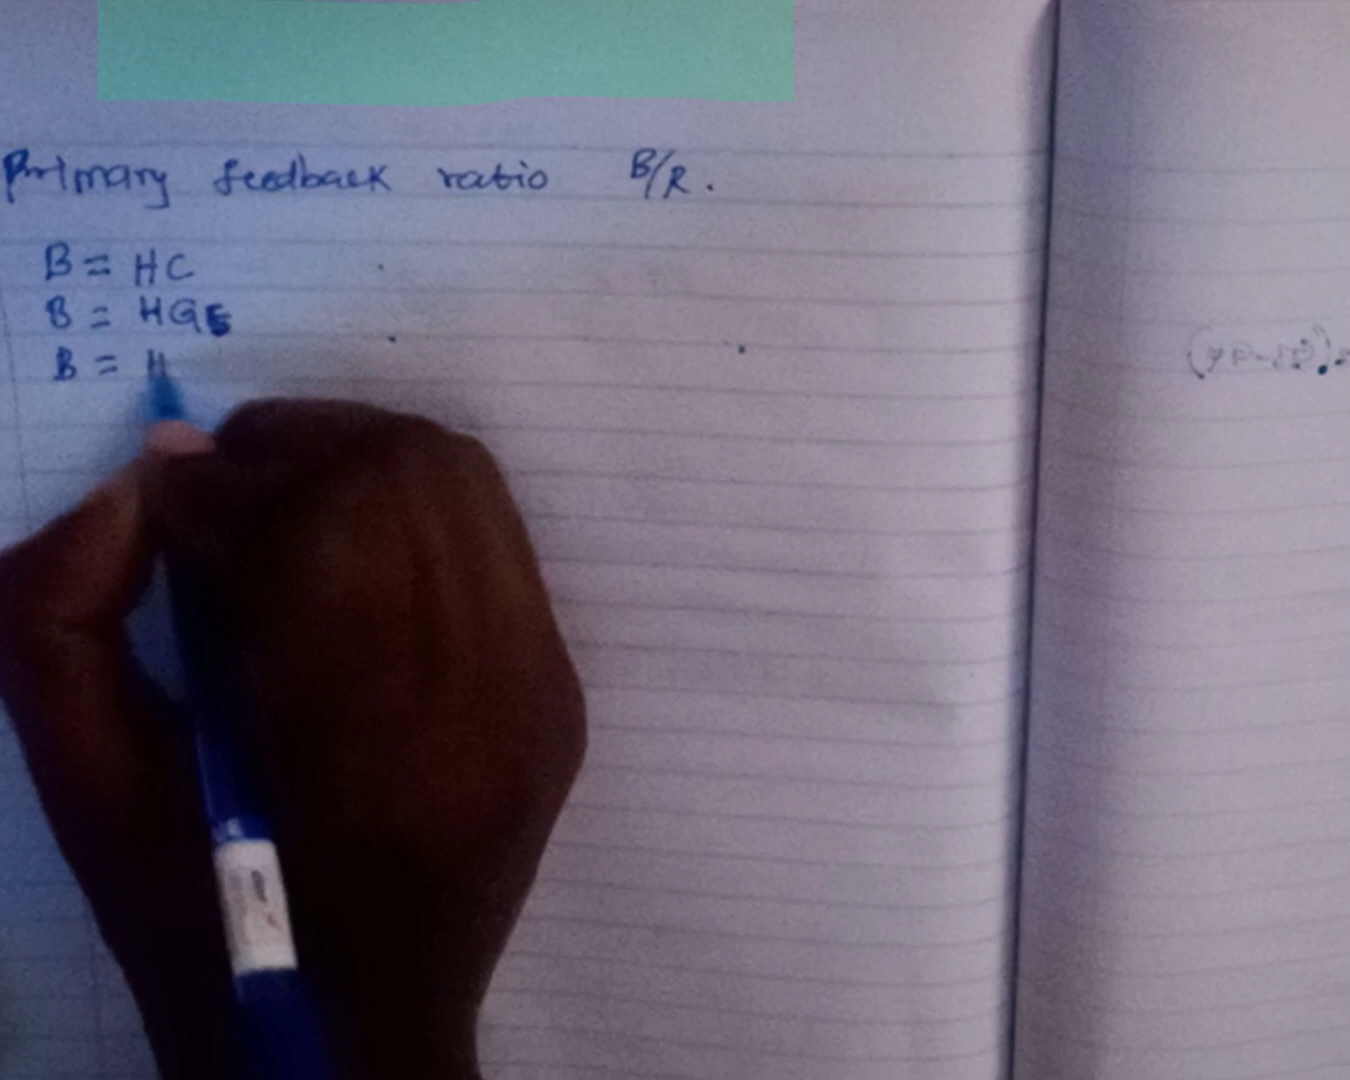 Primary feedback ratio B/R.
B = HC
B = HGE
B = H